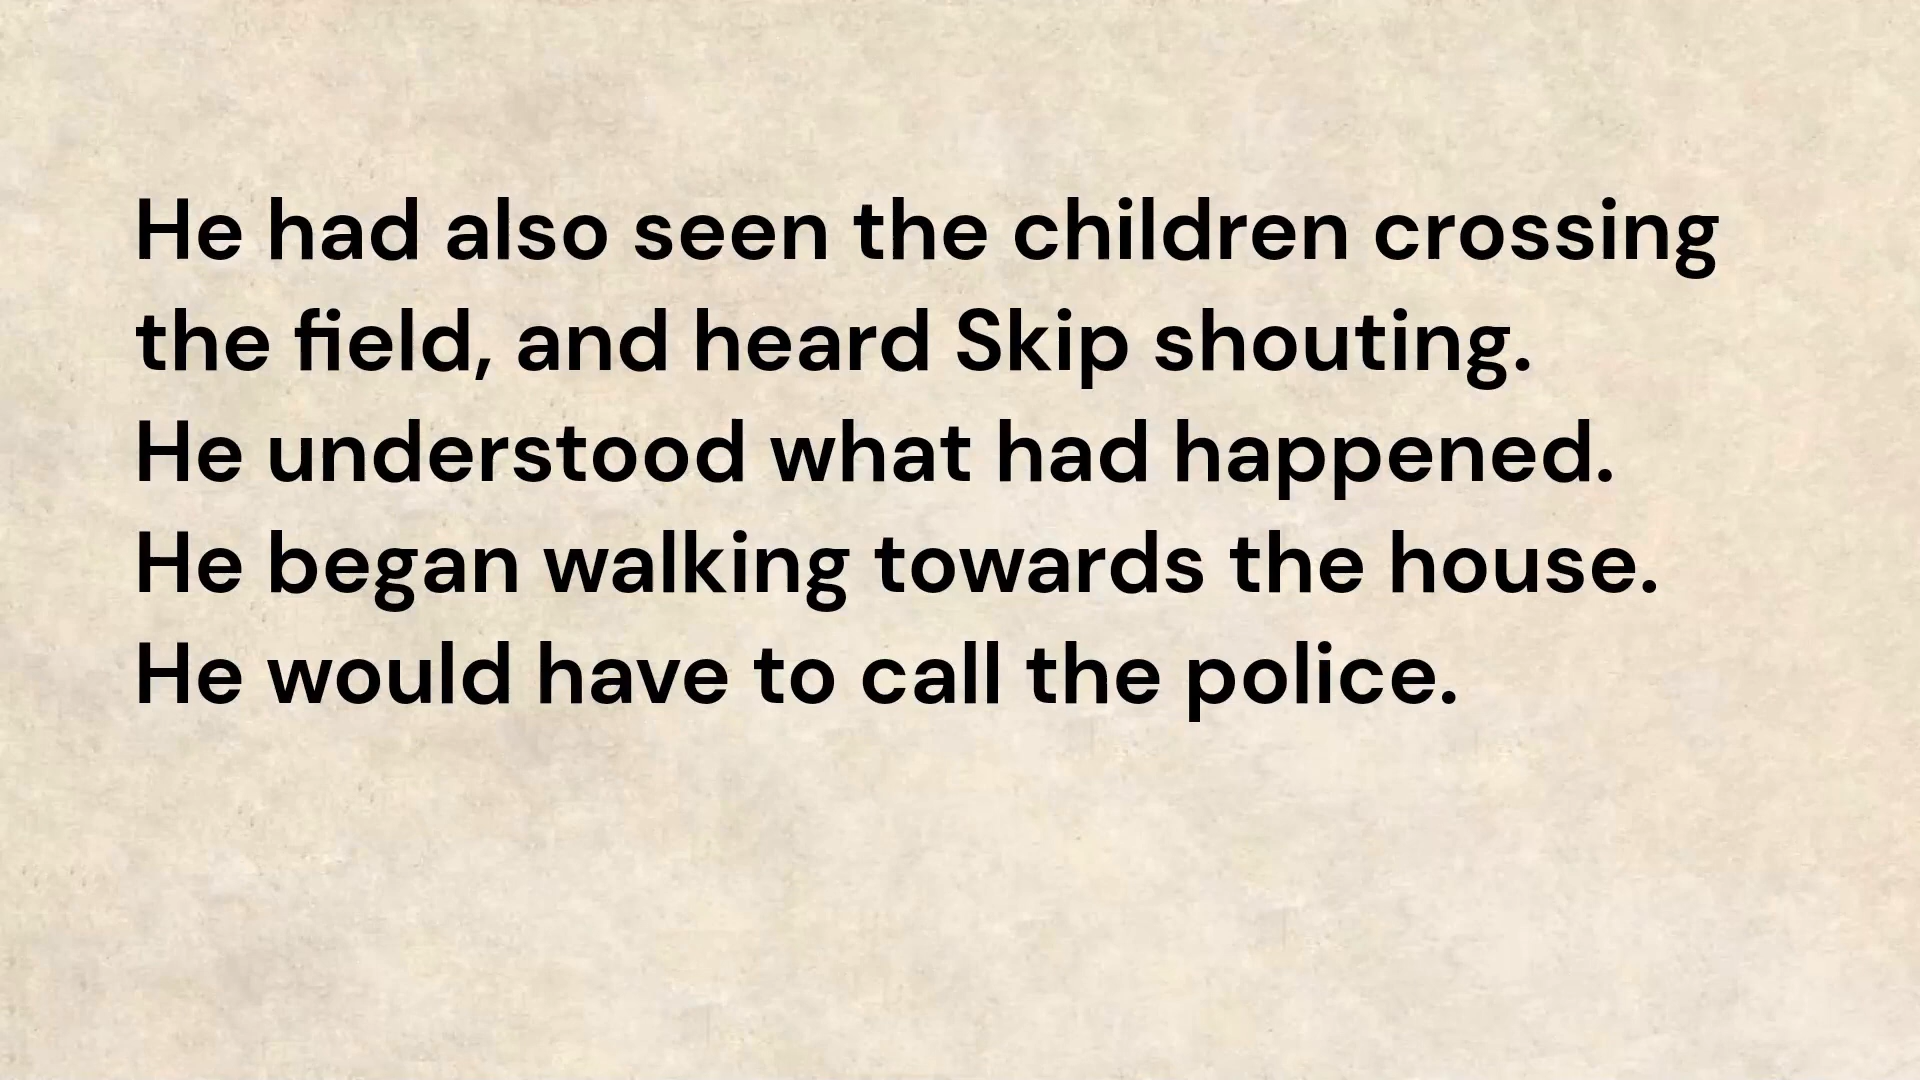 He had also seen the children crossing
the field, and heard Skip shouting.
He understood what had happened.
He began walking towards the house.
He would have to call the police.